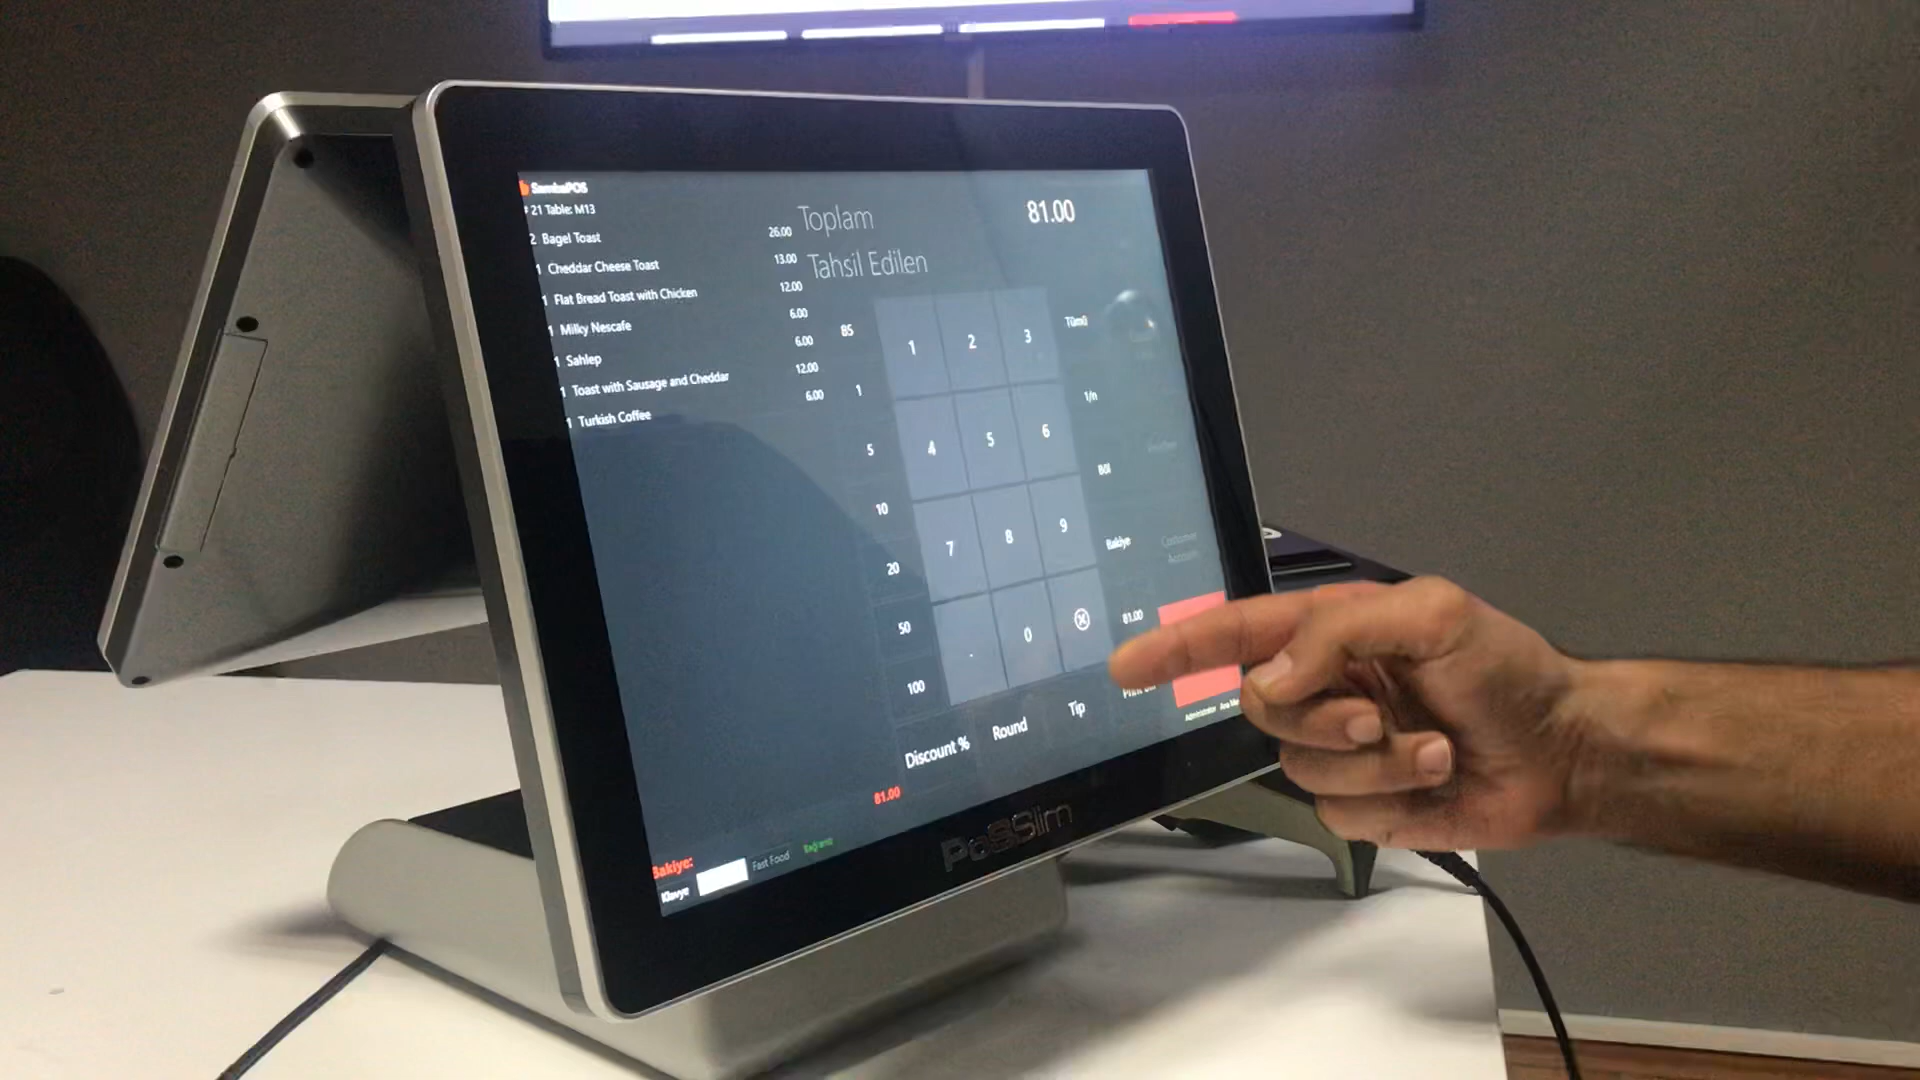 SambaPOS
# 21 Table: M13
2 Bagel Toast 26.00
1 Cheddar Cheese Toast 13.00
1 Flat Bread Toast with Chicken 12.00
1 Milky Nescafe 6.00
1 Sahlep 6.00
1 Toast with Sausage and Cheddar 12.00
1 Turkish Coffee 6.00
Toplam 81.00
Tahsil Edilen
85 1 2 3 Tümü
1 4 5 6 1/n
5 Böl
10 7 8 9 Bakiye
20 Customer Account
50 . 0 81.00
100
Discount % Round Tip
Bakiye: 81.00
Klavye Fast Food Bağlantı
PosSlim